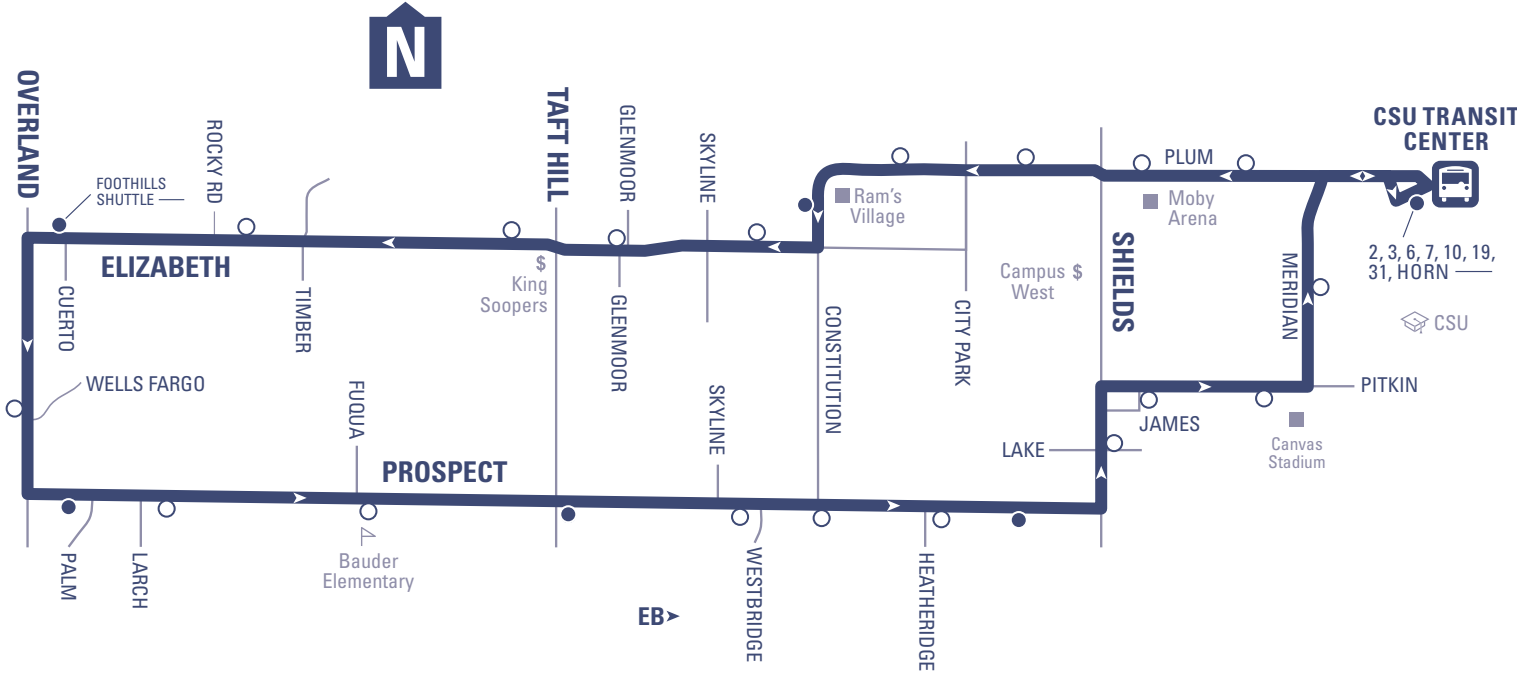 N
OVERLAND
FOOTHILLS
SHUTTLE
ROCKY RD
TAFT HILL
GLENMOOR
SKYLINE
PLUM
CSU TRANSIT
CENTER
Ram's
Village
Moby
Arena
ELIZABETH
CUERTO
TIMBER
$
King
Soopers
GLENMOOR
CONSTITUTION
CITY PARK
Campus $
West
SHIELDS
MERIDIAN
2, 3, 6, 7, 10, 19,
31, HORN
CSU
WELLS FARGO
FUQUA
SKYLINE
PITKIN
JAMES
LAKE
Canvas
Stadium
PROSPECT
PALM
LARCH
Bauder
Elementary
WESTBRIDGE
HEATHERIDGE
EB